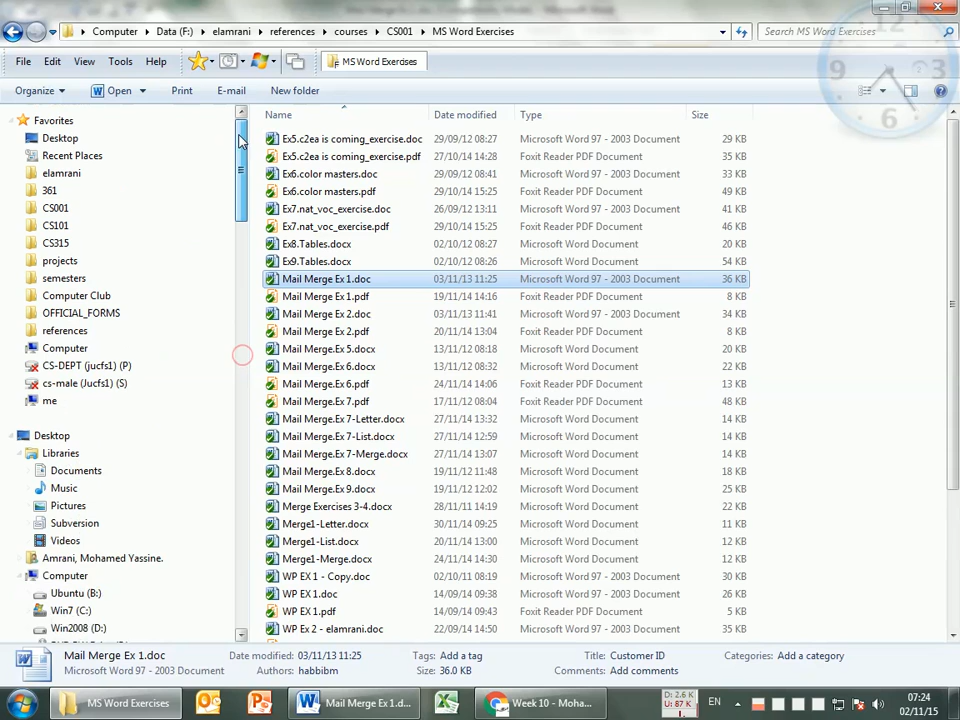 Computer Data (F:) elamrani references courses CS001 MS Word Exercises Search MS Word Exercises
File Edit View Tools Help MS Word Exercises
Organize Open Print E-mail New folder
Name Date modified Type Size
Favorites
Desktop
Recent Places
elamrani
361
CS001
CS101
CS315
projects
semesters
Computer Club
OFFICIAL_FORMS
references
Computer
CS-DEPT (jucfs1) (P)
cs-male (Jucfs1) (S)
me
Desktop
Libraries
Documents
Music
Pictures
Subversion
Videos
Amrani, Mohamed Yassine.
Computer
Ubuntu (B:)
Win7 (C:)
Win2008 (D:)
Ex5.c2ea is coming_exercise.doc 29/09/12 08:27 Microsoft Word 97 - 2003 Document 29 KB
Ex5.c2ea is coming_exercise.pdf 27/10/14 14:28 Foxit Reader PDF Document 35 KB
Ex6.color masters.doc 29/09/12 08:41 Microsoft Word 97 - 2003 Document 33 KB
Ex6.color masters.pdf 29/10/14 15:25 Foxit Reader PDF Document 49 KB
Ex7.nat_voc_exercise.doc 26/09/12 13:11 Microsoft Word 97 - 2003 Document 41 KB
Ex7.nat_voc_exercise.pdf 29/10/14 15:25 Foxit Reader PDF Document 46 KB
Ex8.Tables.docx 02/10/12 08:27 Microsoft Word Document 20 KB
Ex9.Tables.docx 02/10/12 08:26 Microsoft Word Document 54 KB
Mail Merge Ex 1.doc 03/11/13 11:25 Microsoft Word 97 - 2003 Document 36 KB
Mail Merge Ex 1.pdf 19/11/14 14:16 Foxit Reader PDF Document 8 KB
Mail Merge Ex 2.doc 03/11/13 11:41 Microsoft Word 97 - 2003 Document 34 KB
Mail Merge Ex 2.pdf 20/11/14 13:04 Foxit Reader PDF Document 8 KB
Mail Merge.Ex 5.docx 13/11/12 08:18 Microsoft Word Document 20 KB
Mail Merge.Ex 6.docx 13/11/12 08:32 Microsoft Word Document 22 KB
Mail Merge.Ex 6.pdf 24/11/14 14:06 Foxit Reader PDF Document 13 KB
Mail Merge.Ex 7.pdf 17/11/12 08:04 Foxit Reader PDF Document 48 KB
Mail Merge.Ex 7-Letter.docx 27/11/14 13:32 Microsoft Word Document 14 KB
Mail Merge.Ex 7-List.docx 27/11/14 12:59 Microsoft Word Document 14 KB
Mail Merge.Ex 7-Merge.docx 27/11/14 13:07 Microsoft Word Document 14 KB
Mail Merge.Ex 8.docx 19/11/12 11:48 Microsoft Word Document 18 KB
Mail Merge.Ex 9.docx 19/11/12 12:02 Microsoft Word Document 14 KB
Merge Exercises 3-4.docx 28/11/11 14:19 Microsoft Word Document 22 KB
Merge1-Letter.docx 30/11/14 09:25 Microsoft Word Document 11 KB
Merge1-List.docx 20/11/14 13:00 Microsoft Word Document 12 KB
Merge1-Merge.docx 24/11/14 14:30 Microsoft Word Document 12 KB
WP EX 1 - Copy.doc 02/10/11 08:19 Microsoft Word 97 - 2003 Document 30 KB
WP EX 1.doc 14/09/14 09:38 Microsoft Word 97 - 2003 Document 26 KB
WP EX 1.pdf 14/09/14 09:43 Foxit Reader PDF Document 5 KB
WP Ex 2 - elamrani.doc 22/09/14 14:50 Microsoft Word 97 - 2003 Document 35 KB
Mail Merge Ex 1.doc Date modified: 03/11/13 11:25 Tags: Add a tag Title: Customer ID Categories: Add a category
Microsoft Word 97 - 2003 Document Authors: habbibm Size: 36.0 KB Comments: Add comments
MS Word Exercises Mail Merge Ex 1.d... Week 10 - Moha... D: 2.6 K EN 07:24
U: 87 K 02/11/15
9 3 6